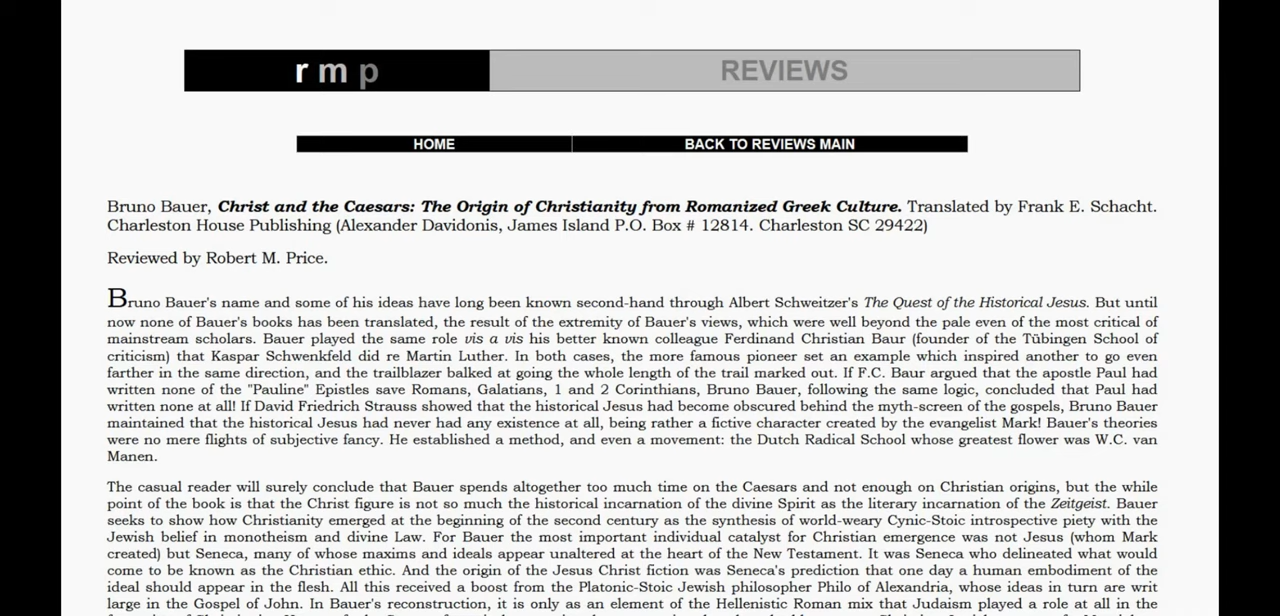 r m p
REVIEWS
HOME
BACK TO REVIEWS MAIN
Bruno Bauer, Christ and the Caesars: The Origin of Christianity from Romanized Greek Culture. Translated by Frank E. Schacht.
Charleston House Publishing (Alexander Davidonis, James Island P.O. Box # 12814. Charleston SC 29422)
Reviewed by Robert M. Price.
Bruno Bauer's name and some of his ideas have long been known second-hand through Albert Schweitzer's The Quest of the Historical Jesus. But until
now none of Bauer's books has been translated, the result of the extremity of Bauer's views, which were well beyond the pale even of the most critical of
mainstream scholars. Bauer played the same role vis a vis his better known colleague Ferdinand Christian Baur (founder of the Tübingen School of
criticism) that Kaspar Schwenkfeld did re Martin Luther. In both cases, the more famous pioneer set an example which inspired another to go even
farther in the same direction, and the trailblazer balked at going the whole length of the trail marked out. If F.C. Baur argued that the apostle Paul had
written none of the "Pauline" Epistles save Romans, Galatians, 1 and 2 Corinthians, Bruno Bauer, following the same logic, concluded that Paul had
written none at all! If David Friedrich Strauss showed that the historical Jesus had become obscured behind the myth-screen of the gospels, Bruno Bauer
maintained that the historical Jesus had never had any existence at all, being rather a fictive character created by the evangelist Mark! Bauer's theories
were no mere flights of subjective fancy. He established a method, and even a movement: the Dutch Radical School whose greatest flower was W.C. van
Manen.
The casual reader will surely conclude that Bauer spends altogether too much time on the Caesars and not enough on Christian origins, but the while
point of the book is that the Christ figure is not so much the historical incarnation of the divine Spirit as the literary incarnation of the Zeitgeist. Bauer
seeks to show how Christianity emerged at the beginning of the second century as the synthesis of world-weary Cynic-Stoic introspective piety with the
Jewish belief in monotheism and divine Law. For Bauer the most important individual catalyst for Christian emergence was not Jesus (whom Mark
created) but Seneca, many of whose maxims and ideals appear unaltered at the heart of the New Testament. It was Seneca who delineated what would
come to be known as the Christian ethic. And the origin of the Jesus Christ fiction was Seneca's prediction that one day a human embodiment of the
ideal should appear in the flesh. All this received a boost from the Platonic-Stoic Jewish philosopher Philo of Alexandria, whose ideas in turn are writ
large in the Gospel of John. In Bauer's reconstruction, it is only as an element of the Hellenistic Roman mix that Judaism played a role at all in the